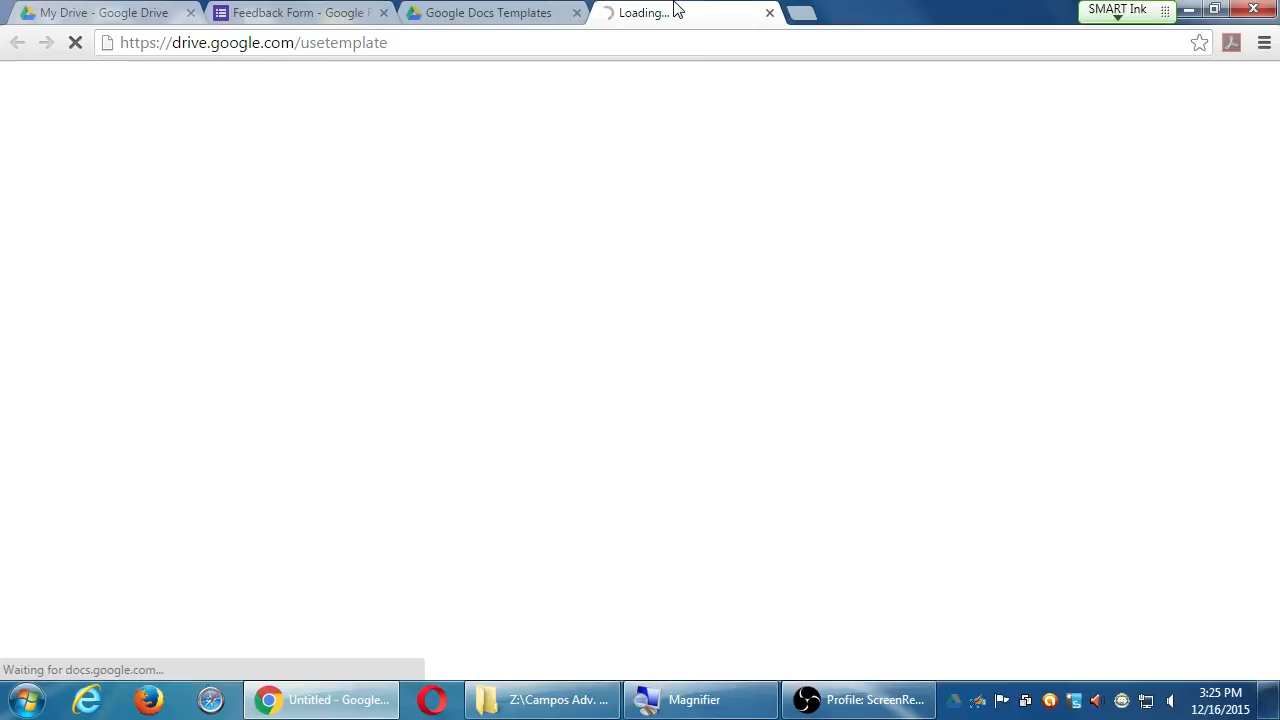 My Drive - Google Drive
Feedback Form - Google F
Google Docs Templates
Loading...
SMART Ink
https://drive.google.com/usetemplate
Waiting for docs.google.com...
Untitled - Google...
Z:\Campos Adv. ...
Magnifier
Profile: ScreenRe...
3:25 PM
12/16/2015